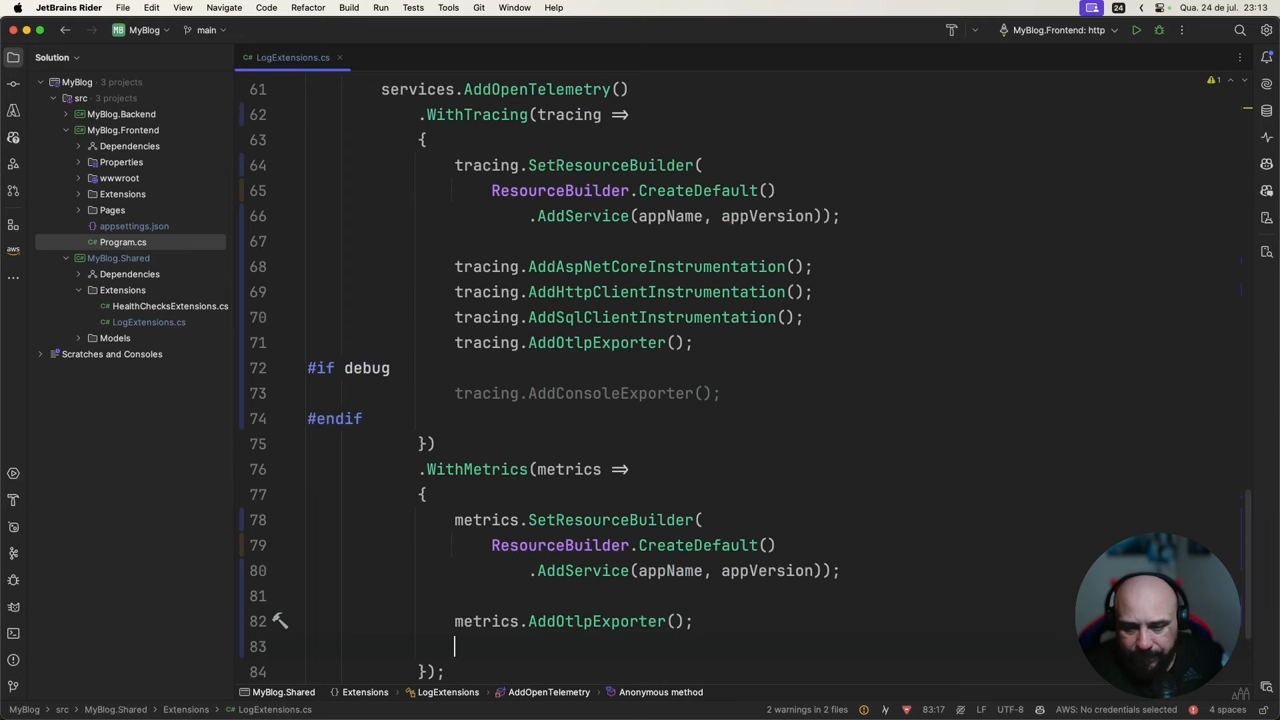 JetBrains Rider File Edit View Navigate Code Refactor Build Run Tests Tools Git Window Help 24 Qua. 24 de jul. 23:13
MB MyBlog main MyBlog.Frontend: http
Solution
C# LogExtensions.cs
MyBlog 3 projects
src 3 projects
C# MyBlog.Backend
C# MyBlog.Frontend
Dependencies
Properties
wwwroot
Extensions
Pages
{} appsettings.json
C# Program.cs
C# MyBlog.Shared
Dependencies
Extensions
C# HealthChecksExtensions.cs
C# LogExtensions.cs
Models
Scratches and Consoles
aws
1
61 services.AddOpenTelemetry()
62 .WithTracing(tracing =>
63 {
64 tracing.SetResourceBuilder(
65 ResourceBuilder.CreateDefault()
66 .AddService(appName, appVersion));
67
68 tracing.AddAspNetCoreInstrumentation();
69 tracing.AddHttpClientInstrumentation();
70 tracing.AddSqlClientInstrumentation();
71 tracing.AddOtlpExporter();
72 #if debug
73 tracing.AddConsoleExporter();
74 #endif
75 })
76 .WithMetrics(metrics =>
77 {
78 metrics.SetResourceBuilder(
79 ResourceBuilder.CreateDefault()
80 .AddService(appName, appVersion));
81
82 metrics.AddOtlpExporter();
83
84 });
MyBlog.Shared {} Extensions LogExtensions AddOpenTelemetry Anonymous method
MyBlog > src > MyBlog.Shared > Extensions > C# LogExtensions.cs 2 warnings in 2 files 83:17 LF UTF-8 AWS: No credentials selected 4 spaces